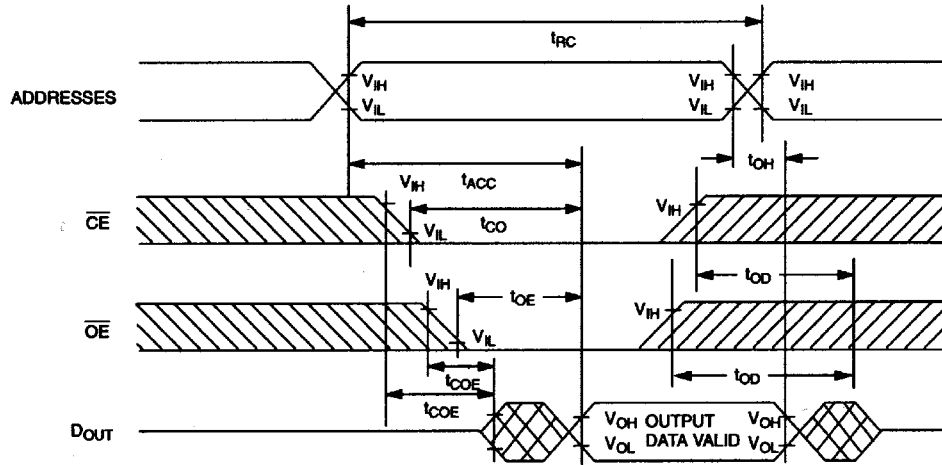 tRC
ADDRESSES
VIH VIH VIH
VIL VIL VIL
tOH
tACC
VIH VIH
CE
tCO
VIL
tOD
VIH
tOE
VIH
OE
VIL
tCOE
tOD
tCOE
DOUT
VOH OUTPUT VOH
VOL DATA VALID VOL